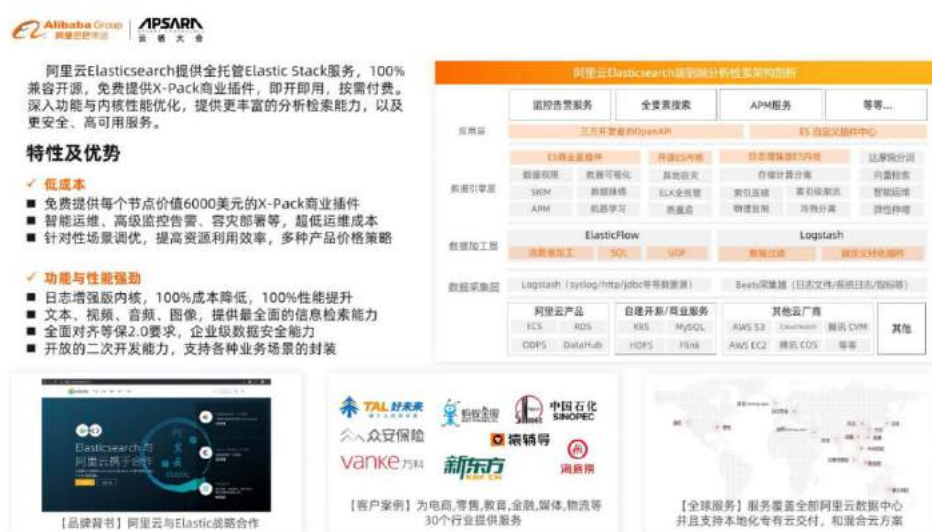 Alibaba Group
阿里巴巴集团
APSARA
云栖大会
阿里云Elasticsearch提供全托管Elastic Stack服务，100%
兼容开源，免费提供X-Pack商业插件，即开即用，按需付费。
深入功能与内核性能优化，提供更丰富的分析检索能力，以及
更安全、高可用服务。
特性及优势
✓ 低成本
■ 免费提供每个节点价值6000美元的X-Pack商业插件
■ 智能运维、高级监控告警、容灾部署等，超低运维成本
■ 针对性场景调优，提高资源利用效率，多种产品价格策略
✓ 功能与性能强劲
■ 日志增强版内核，100%成本降低，100%性能提升
■ 文本、视频、音频、图像，提供最全面的信息检索能力
■ 全面对齐等保2.0要求，企业级数据安全能力
■ 开放的二次开发能力，支持各种业务场景的封装
阿里云Elasticsearch端到端分析检索架构剖析
监控告警服务 全要素搜索 APM服务 等等...
应用层
三方开发者的OpenAPI ES 自定义插件中心
ES商业版插件 开源ES内核 日志增强版ES内核 达摩院分词
数据引擎层
数据权限 数据可视化 异地容灾 存储计算分离 向量检索
SIEM ELK全托管 索引压缩 智能运维
APM 机器学习 热重启 物理复制 冷热分离 弹性伸缩
数据加工层
ElasticFlow Logstash
流数据加工 SQL UDF 数据过滤 自定义转化插件
数据采集层
Logstash（syslog/http/jdbc等等数据源） Beats采集器（日志文件/系统日志/指标等）
阿里云产品 自建开源/商业服务 其他云厂商 其他
ECS RDS K8S MySQL AWS S3 腾讯 CVM
ODPS DataHub HDFS Flink AWS EC2 腾讯 COS 等等
Elasticsearch 与
阿里云携手合作
【品牌背书】阿里云与Elastic战略合作
TAL 好未来
蚂蚁金服
中国石化
SINOPEC
众安保险
猿辅导
vanke 万科
新东方
XDF.CN
海底捞
【客户案例】为电商,零售,教育,金融,媒体,物流等
30个行业提供服务
【全球服务】服务覆盖全部阿里云数据中心
并且支持本地化专有云交付，和混合云方案